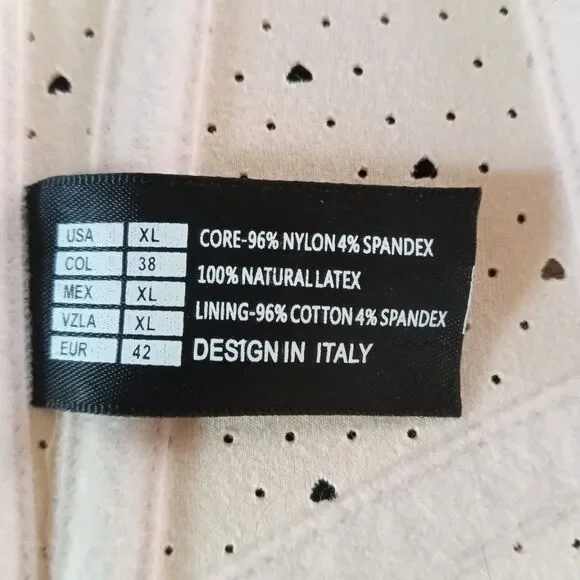 USA XL
COL 38
MEX XL
VZLA XL
EUR 42
CORE-96% NYLON 4% SPANDEX
100% NATURAL LATEX
LINING-96% COTTON 4% SPANDEX
DESIGN IN ITALY